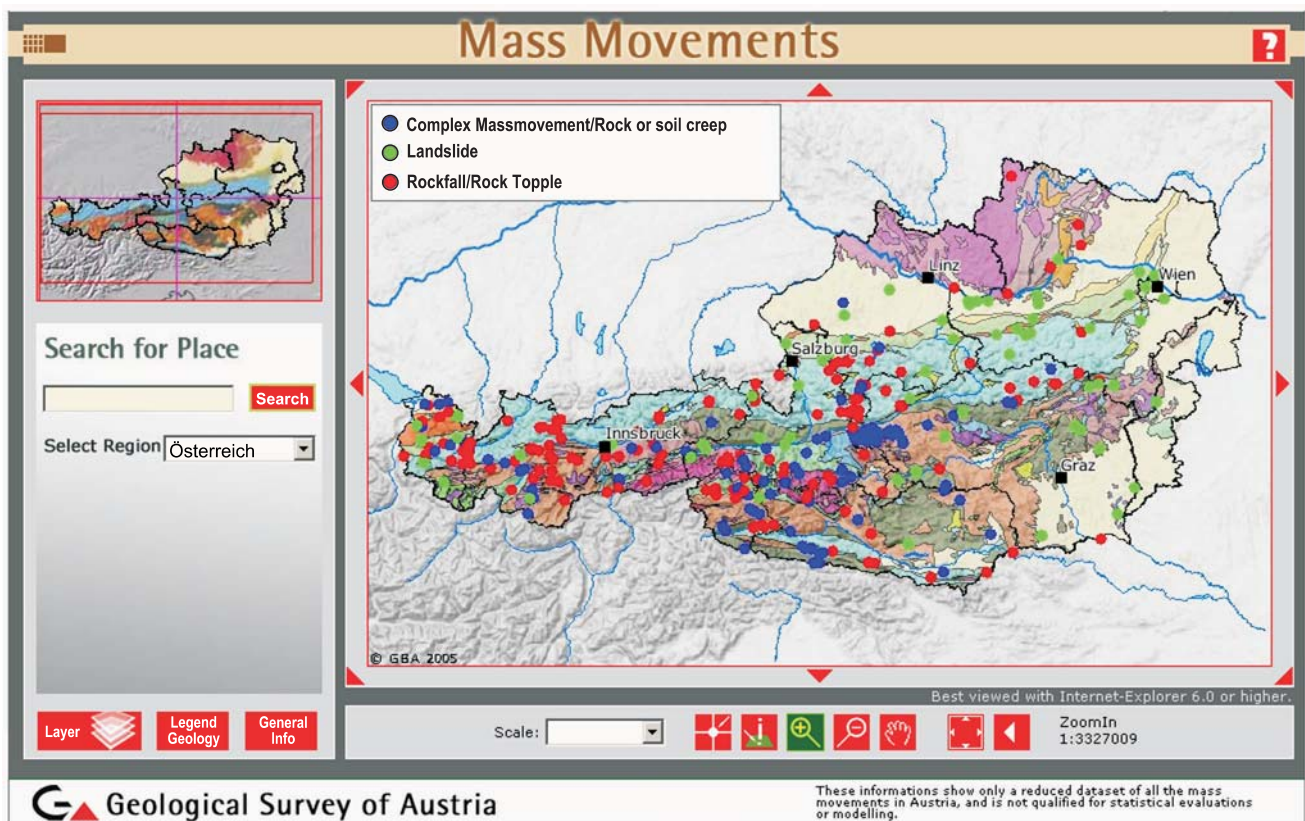 Mass Movements
?
Search for Place
Search
Select Region Österreich
Layer
Legend
Geology
General
Info
Complex Massmovement/Rock or soil creep
Landslide
Rockfall/Rock Topple
Linz
Wien
Salzburg
Innsbruck
Graz
© GBA 2005
Best viewed with Internet-Explorer 6.0 or higher.
Scale:
ZoomIn
1:3327009
Geological Survey of Austria
These informations show only a reduced dataset of all the mass
movements in Austria, and is not qualified for statistical evaluations
or modelling.